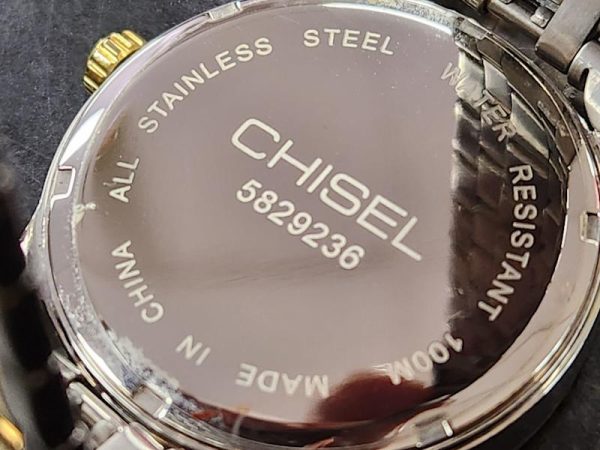 CHISEL
5829236
ALL STAINLESS STEEL WATER RESISTANT 100M MADE IN CHINA